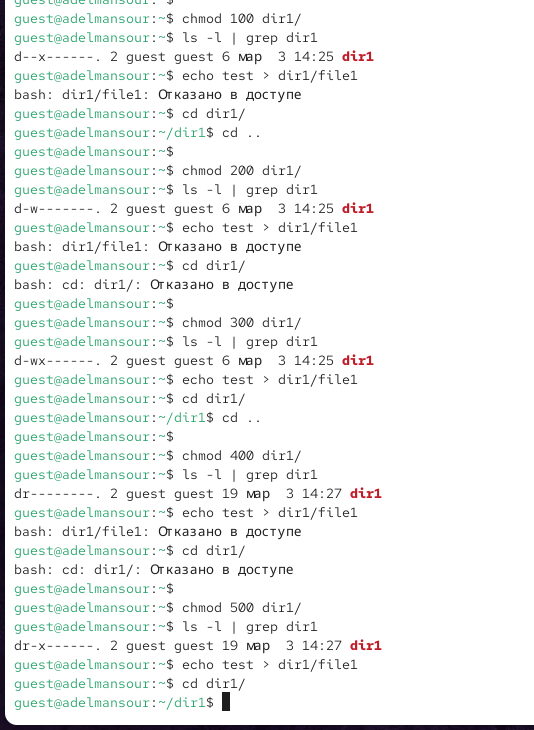 guest@adelmansour:~$
guest@adelmansour:~$ chmod 100 dir1/
guest@adelmansour:~$ ls -l | grep dir1
d--x------. 2 guest guest 6 мар  3 14:25 dir1
guest@adelmansour:~$ echo test > dir1/file1
bash: dir1/file1: Отказано в доступе
guest@adelmansour:~$ cd dir1/
guest@adelmansour:~/dir1$ cd ..
guest@adelmansour:~$
guest@adelmansour:~$ chmod 200 dir1/
guest@adelmansour:~$ ls -l | grep dir1
d-w-------. 2 guest guest 6 мар  3 14:25 dir1
guest@adelmansour:~$ echo test > dir1/file1
bash: dir1/file1: Отказано в доступе
guest@adelmansour:~$ cd dir1/
bash: cd: dir1/: Отказано в доступе
guest@adelmansour:~$
guest@adelmansour:~$ chmod 300 dir1/
guest@adelmansour:~$ ls -l | grep dir1
d-wx------. 2 guest guest 6 мар  3 14:25 dir1
guest@adelmansour:~$ echo test > dir1/file1
guest@adelmansour:~$ cd dir1/
guest@adelmansour:~/dir1$ cd ..
guest@adelmansour:~$
guest@adelmansour:~$ chmod 400 dir1/
guest@adelmansour:~$ ls -l | grep dir1
dr--------. 2 guest guest 19 мар  3 14:27 dir1
guest@adelmansour:~$ echo test > dir1/file1
bash: dir1/file1: Отказано в доступе
guest@adelmansour:~$ cd dir1/
bash: cd: dir1/: Отказано в доступе
guest@adelmansour:~$
guest@adelmansour:~$ chmod 500 dir1/
guest@adelmansour:~$ ls -l | grep dir1
dr-x------. 2 guest guest 19 мар  3 14:27 dir1
guest@adelmansour:~$ echo test > dir1/file1
guest@adelmansour:~$ cd dir1/
guest@adelmansour:~/dir1$